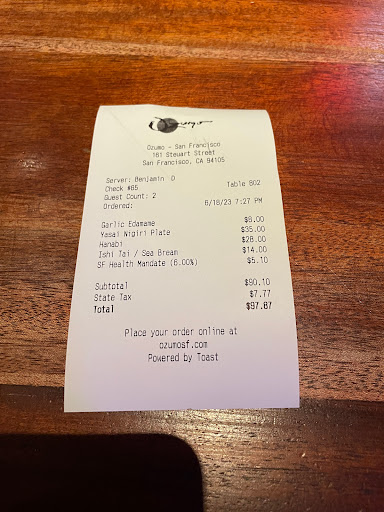 Ozumo
Ozumo - San Francisco
161 Steuart Street
San Francisco, CA 94105
Server: Benjamin D
Check #65 Table 802
Guest Count: 2
Ordered: 6/18/23 7:27 PM
Garlic Edamame $8.00
Yasai Nigiri Plate $35.00
Hanabi $28.00
Ishi Tai / Sea Bream $14.00
SF Health Mandate (6.00%) $5.10
Subtotal $90.10
State Tax $7.77
Total $97.87
Place your order online at
ozumosf.com
Powered by Toast